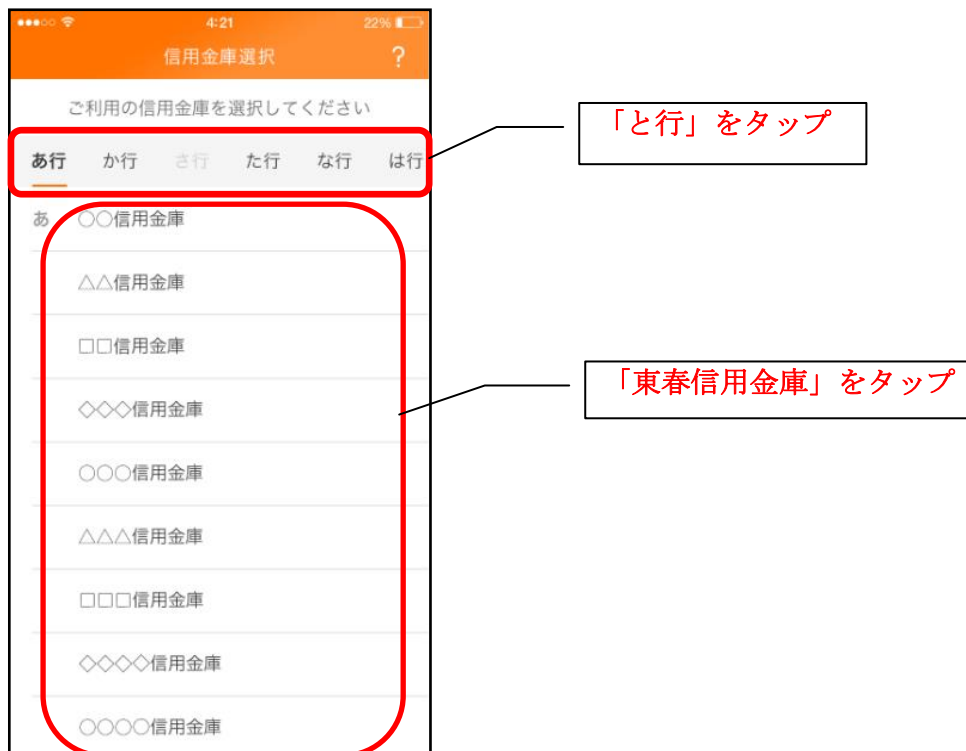 4:21
22%
信用金庫選択
?
ご利用の信用金庫を選択してください
あ行 か行 さ行 た行 な行 は行
「と行」をタップ
あ ○○信用金庫
△△信用金庫
□□信用金庫
「東春信用金庫」をタップ
◇◇◇信用金庫
○○○信用金庫
△△△信用金庫
□□□信用金庫
◇◇◇◇信用金庫
○○○○信用金庫